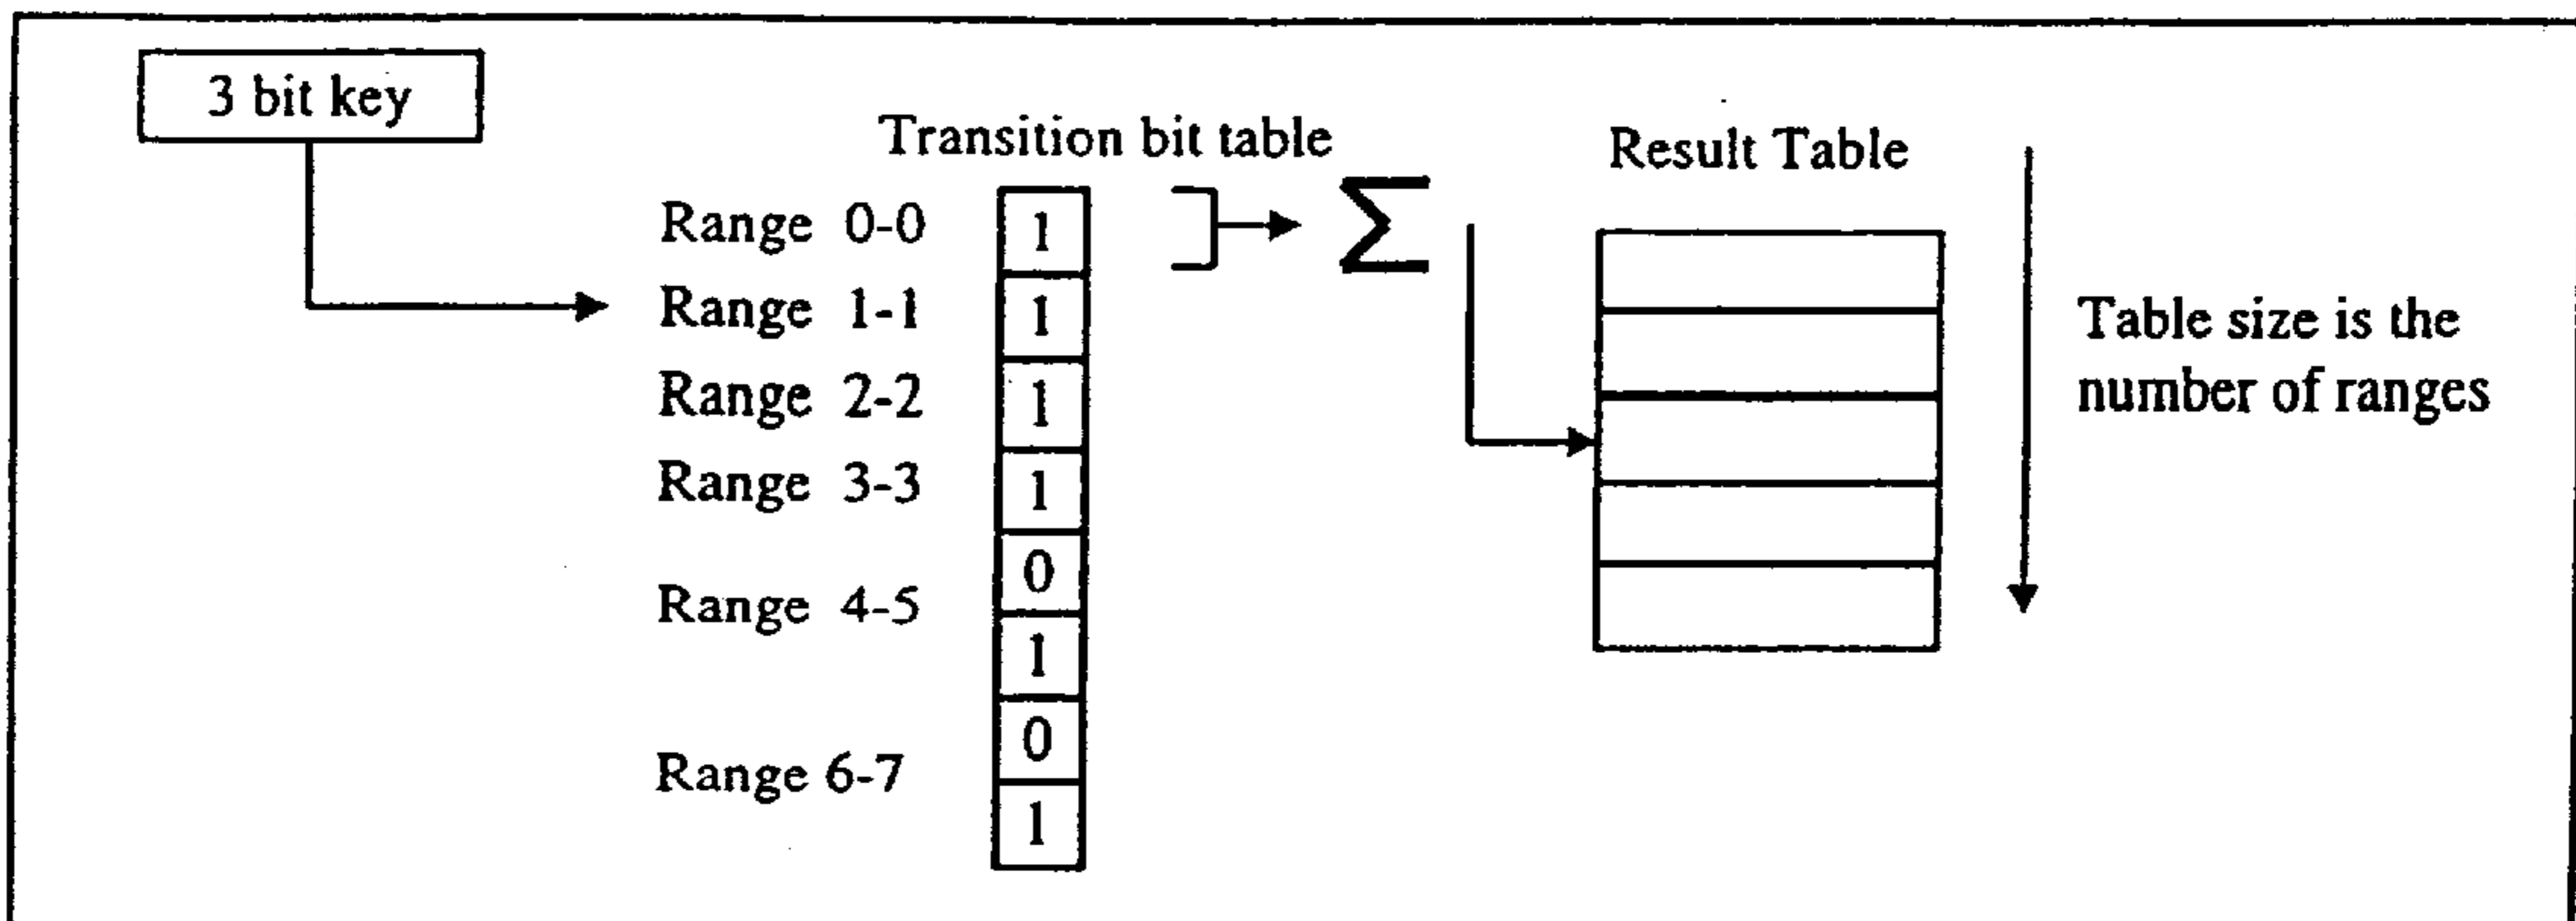 3 bit key
Transition bit table
Result Table
Range 0-0
1
Σ
Range 1-1
1
Range 2-2
1
Range 3-3
1
0
Range 4-5
1
0
Range 6-7
1
Table size is the
number of ranges